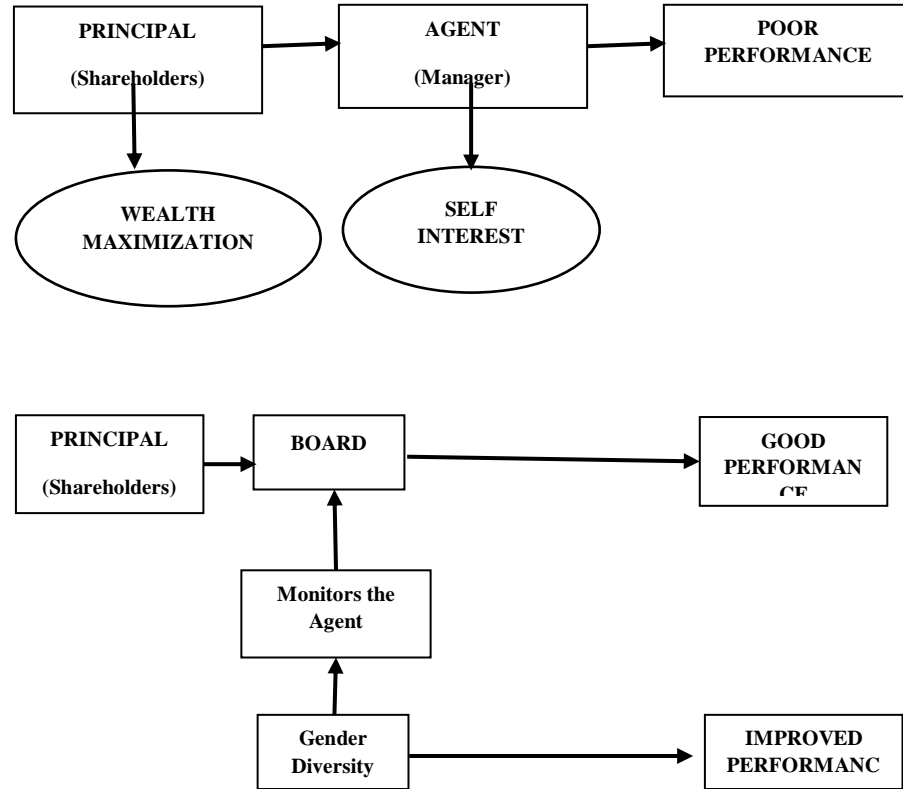 PRINCIPAL
(Shareholders)
AGENT
(Manager)
POOR
PERFORMANCE
WEALTH
MAXIMIZATION
SELF
INTEREST
PRINCIPAL
(Shareholders)
BOARD
GOOD
PERFORMAN
CE
Monitors the
Agent
Gender
Diversity
IMPROVED
PERFORMANC